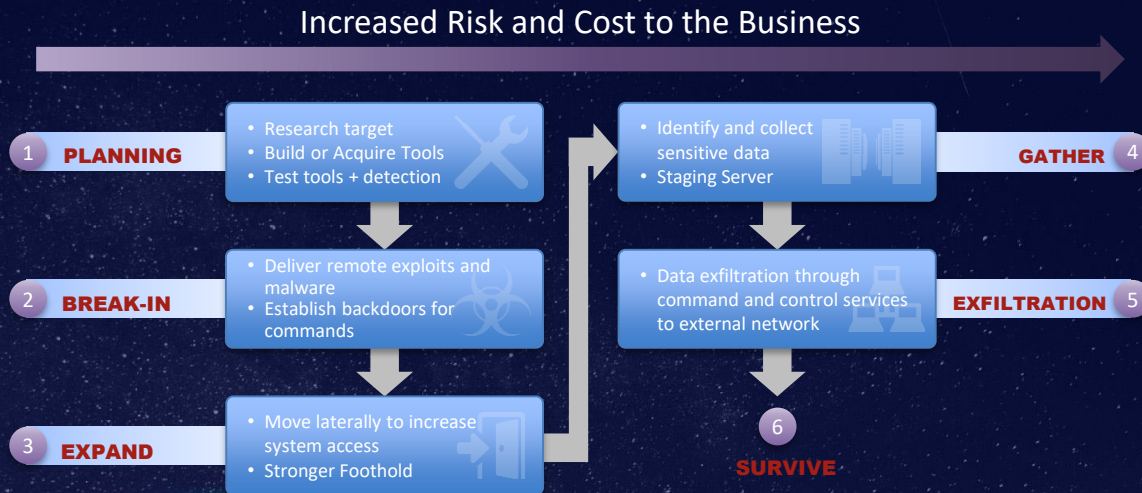 Increased Risk and Cost to the Business
1
PLANNING
• Research target
• Build or Acquire Tools
• Test tools + detection
2
BREAK-IN
• Deliver remote exploits and
malware
• Establish backdoors for
commands
3
EXPAND
• Move laterally to increase
system access
• Stronger Foothold
• Identify and collect
sensitive data
• Staging Server
GATHER
4
• Data exfiltration through
command and control services
to external network
EXFILTRATION
5
6
SURVIVE